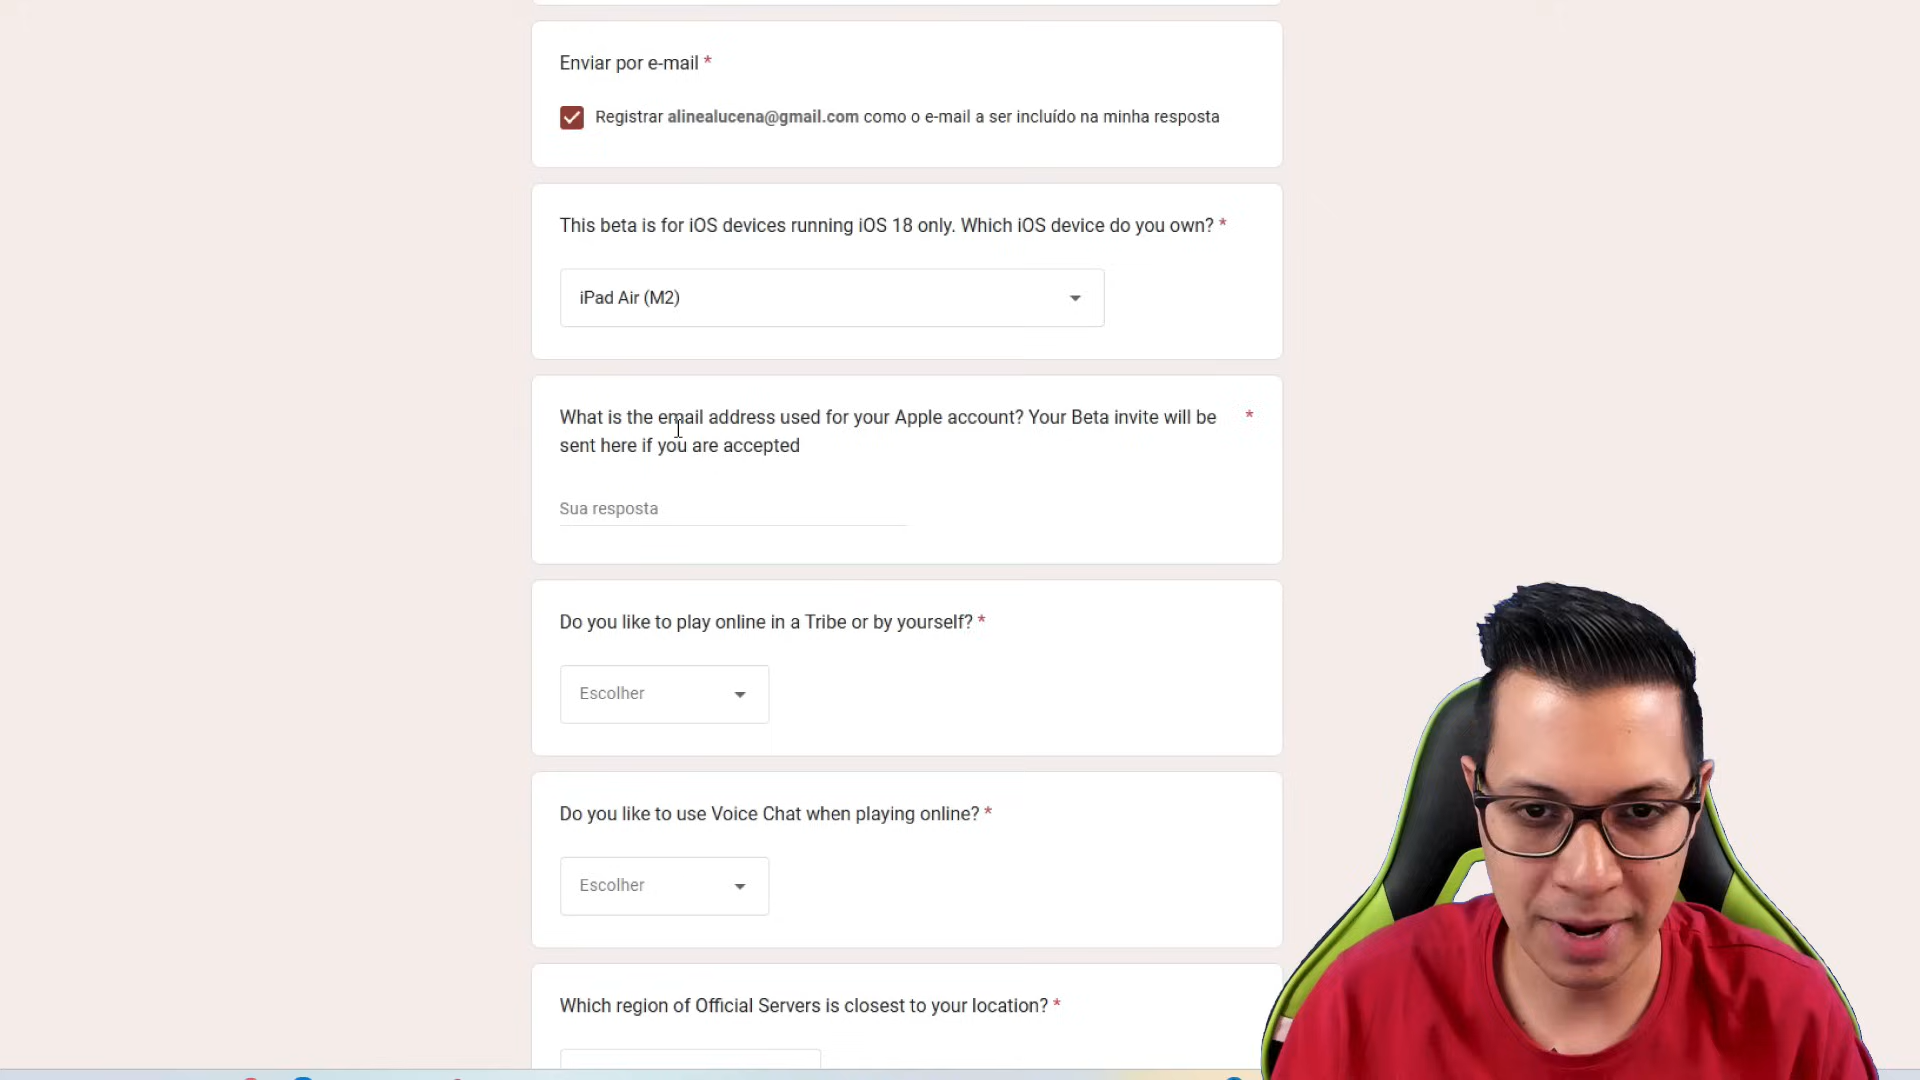 Enviar por e-mail *
Registrar alinealucena@gmail.com como o e-mail a ser incluído na minha resposta
This beta is for iOS devices running iOS 18 only. Which iOS device do you own? *
iPad Air (M2)
What is the email address used for your Apple account? Your Beta invite will be *
sent here if you are accepted
Sua resposta
Do you like to play online in a Tribe or by yourself? *
Escolher
Do you like to use Voice Chat when playing online? *
Escolher
Which region of Official Servers is closest to your location? *